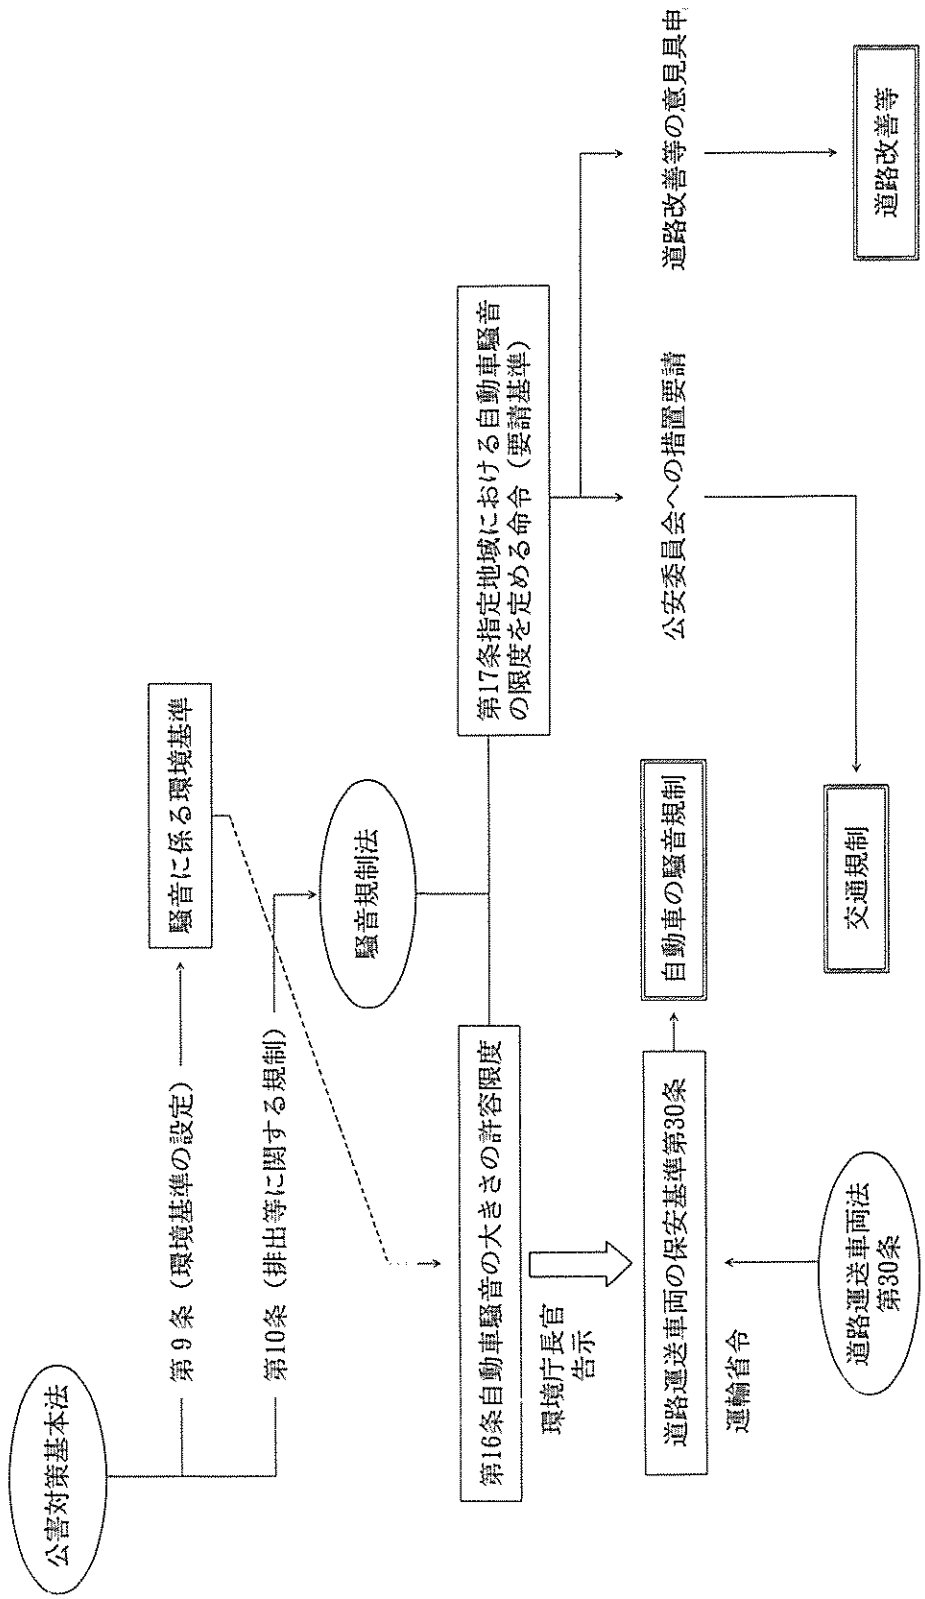 公害対策基本法
第9条（環境基準の設定）
騒音に係る環境基準
第10条（排出等に関する規制）
騒音規制法
第16条自動車騒音の大きさの許容限度
第17条指定地域における自動車騒音
の限度を定める命令（要請基準）
環境庁長官
告示
道路運送車両の保安基準第30条
自動車の騒音規制
公安委員会への措置要請
道路改善等の意見具申
運輸省令
道路運送車両法
第30条
交通規制
道路改善等